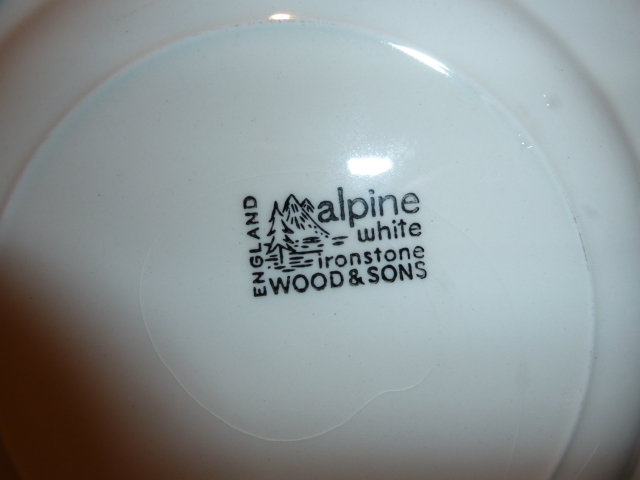 ENGLAND
alpine
white
ironstone
WOOD & SONS